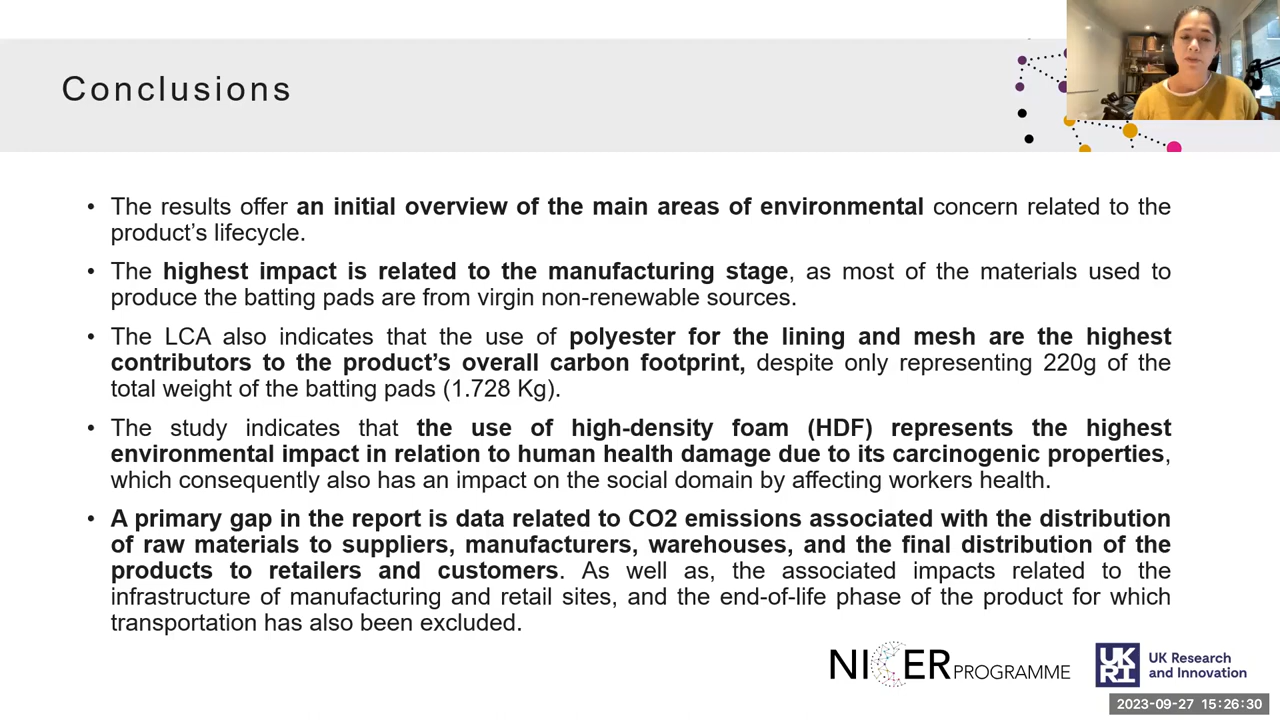 Conclusions
• The results offer an initial overview of the main areas of environmental concern related to the
product’s lifecycle.
• The highest impact is related to the manufacturing stage, as most of the materials used to
produce the batting pads are from virgin non-renewable sources.
• The LCA also indicates that the use of polyester for the lining and mesh are the highest
contributors to the product’s overall carbon footprint, despite only representing 220g of the
total weight of the batting pads (1.728 Kg).
• The study indicates that the use of high-density foam (HDF) represents the highest
environmental impact in relation to human health damage due to its carcinogenic properties,
which consequently also has an impact on the social domain by affecting workers health.
• A primary gap in the report is data related to CO2 emissions associated with the distribution
of raw materials to suppliers, manufacturers, warehouses, and the final distribution of the
products to retailers and customers. As well as, the associated impacts related to the
infrastructure of manufacturing and retail sites, and the end-of-life phase of the product for which
transportation has also been excluded.
NICER PROGRAMME
UKRI
UK Research
and Innovation
2023-09-27 15:26:30